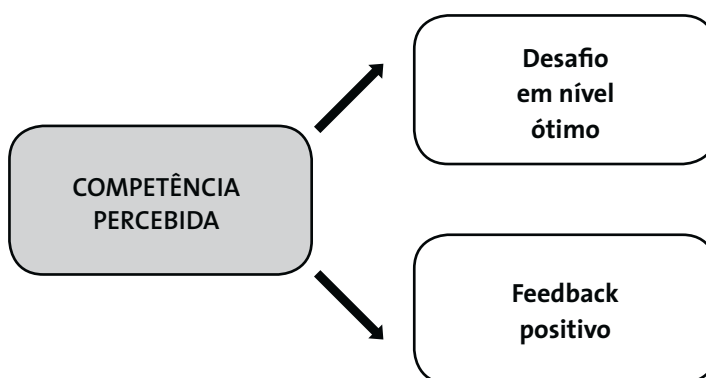 Desafio
em nível
ótimo
COMPETÊNCIA
PERCEBIDA
Feedback
positivo